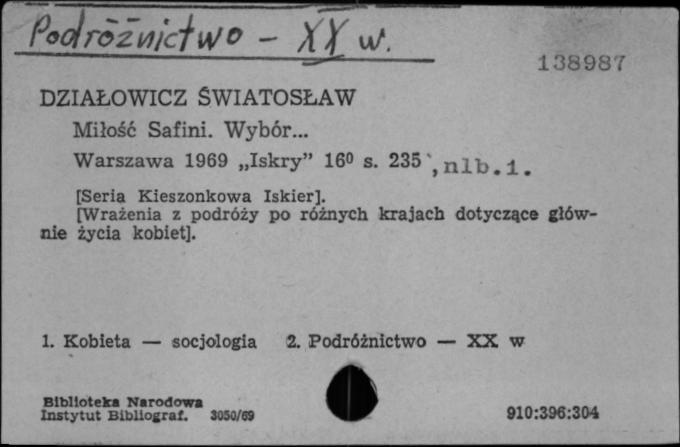 Podróżnictwo - XX w.
138987
DZIAŁOWICZ ŚWIATOSŁAW
Miłość Safini. Wybór...
Warszawa 1969 „Iskry” 16⁰ s. 235, nlb.1.
[Seria Kieszonkowa Iskier].
[Wrażenia z podróży po różnych krajach dotyczące głów-
nie życia kobiet].
1. Kobieta — socjologia 2. Podróżnictwo — XX w
Biblioteka Narodowa
Instytut Bibliograf. 3050/69
910:396:304